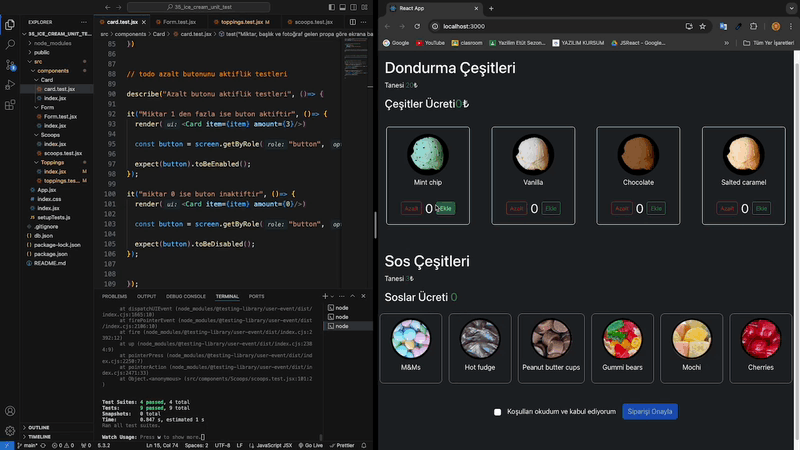 35_ice_cream_unit_test
EXPLORER
35_ICE_CREAM_UNIT_TE...
node_modules
public
src
components
Card
card.test.jsx
index.jsx
Form
Form.test.jsx
index.jsx
Scoops
index.jsx
scoops.test.jsx
Toppings
index.jsx M
toppings.tes... M
App.jsx
index.css
index.jsx
setupTests.js
.gitignore
db.json
package-lock.json
package.json
README.md
OUTLINE
TIMELINE
card.test.jsx
Form.test.jsx
toppings.test.jsx M
scoops.test.jsx
src > components > Card > card.test.jsx > test("Miktar, başlık ve fotoğraf gelen propa göre ekrana ba
85 })
86
87
88 // todo azalt butonunu aktiflik testleri
89
90 describe("Azalt butonu aktiflik testleri", ()=> {
91
92 it("Miktar 1 den fazla ise buton aktiftir", ()=> {
93 render( ui: <Card item={item} amount={3}/>)
94
95 const button = screen.getByRole( role: "button", op
96
97 expect(button).toBeEnabled();
98 });
99
100 it("miktar 0 ise buton inaktiftir", ()=> {
101 render( ui: <Card item={item} amount={0}/>)
102
103 const button = screen.getByRole( role: "button", op
104
105 expect(button).toBeDisabled();
106 });
107
108
109 });
PROBLEMS OUTPUT DEBUG CONSOLE TERMINAL PORTS
at dispatchUIEvent (node_modules/@testing-library/user-event/dist/
index.cjs:1665:10)
at firePointerEvent (node_modules/@testing-library/user-event/dist
/index.cjs:2186:10)
at fire (node_modules/@testing-library/user-event/dist/index.cjs:2
392:12)
at up (node_modules/@testing-library/user-event/dist/index.cjs:238
4:9)
at pointerPress (node_modules/@testing-library/user-event/dist/ind
ex.cjs:2250:7)
at pointerAction (node_modules/@testing-library/user-event/dist/in
dex.cjs:2471:33)
at Object.<anonymous> (src/components/Scoops/scoops.test.jsx:101:2
Test Suites: 4 passed, 4 total
Tests: 9 passed, 9 total
Snapshots: 0 total
Time: 0.847 s, estimated 1 s
Ran all test suites.
Watch Usage: Press w to show more.
node
node
node
main*
Ln 15, Col 74 Spaces: 2 UTF-8 LF JavaScript JSX Go Live 5.3.2 Prettier
React App
localhost:3000
Google YouTube classroom Yazilim Etüt Sezon... YAZILIM KURSUM JSReact - Google... Tüm Yer İşaretleri
Dondurma Çeşitleri
Tanesi 20₺
Çeşitler Ücreti0₺
Mint chip
Azalt 0 Ekle
Vanilla
Azalt 0 Ekle
Chocolate
Azalt 0 Ekle
Salted caramel
Azalt 0 Ekle
Sos Çeşitleri
Tanesi 3₺
Soslar Ücreti 0
M&Ms
Hot fudge
Peanut butter cups
Gummi bears
Mochi
Cherries
Koşulları okudum ve kabul ediyorum
Siparişi Onayla